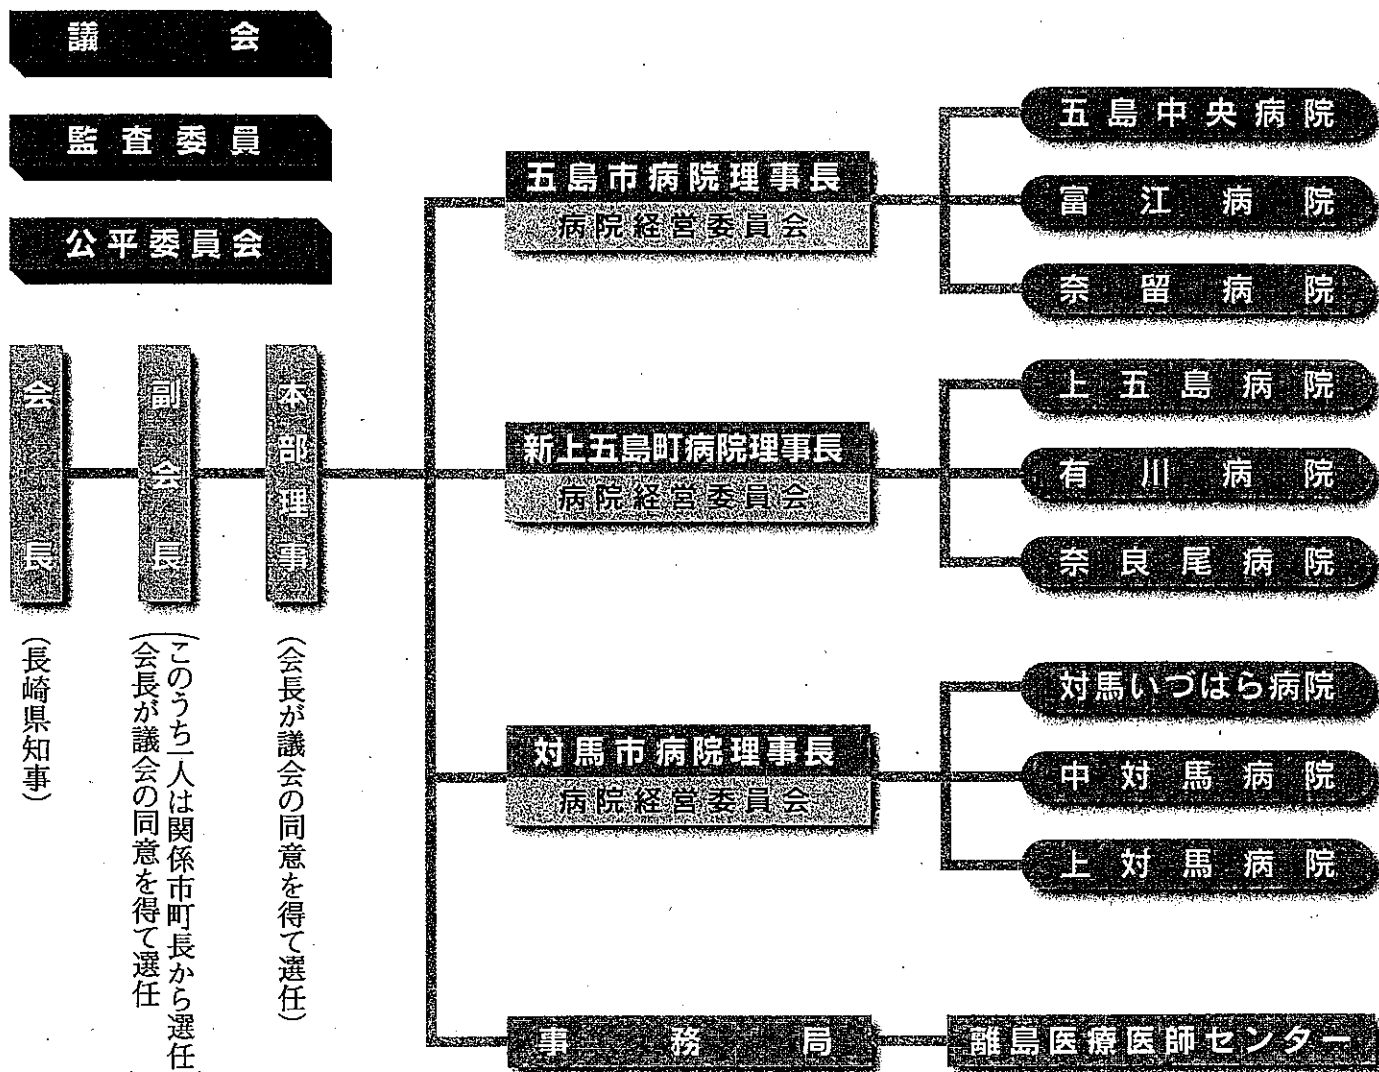 議会
監査委員
公平委員会
会長
(長崎県知事)
副会長
(会長が議会の同意を得て選任
このうち一人は関係市町長から選任)
本部理事
(会長が議会の同意を得て選任)
五島市病院理事長
病院経営委員会
五島中央病院
富江病院
奈留病院
新上五島町病院理事長
病院経営委員会
上五島病院
有川病院
奈良尾病院
対馬市病院理事長
病院経営委員会
対馬いづはら病院
中対馬病院
上対馬病院
事務局
離島医療医師センター